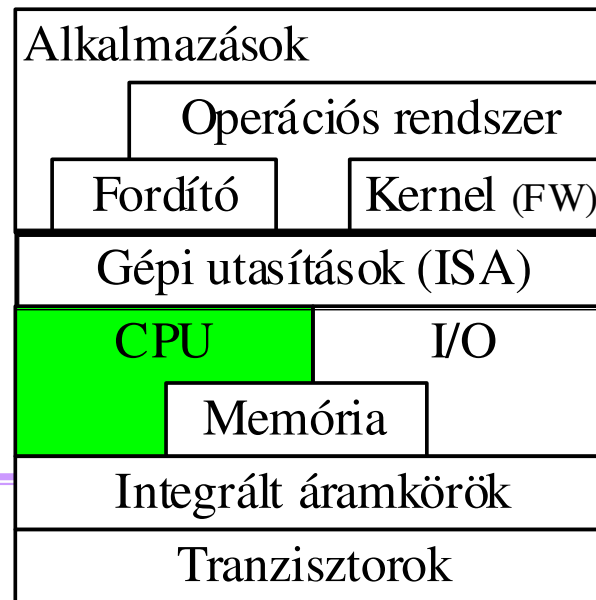 Alkalmazások
Operációs rendszer
Fordító
Kernel (FW)
Gépi utasítások (ISA)
CPU
I/O
Memória
Integrált áramkörök
Tranzisztorok